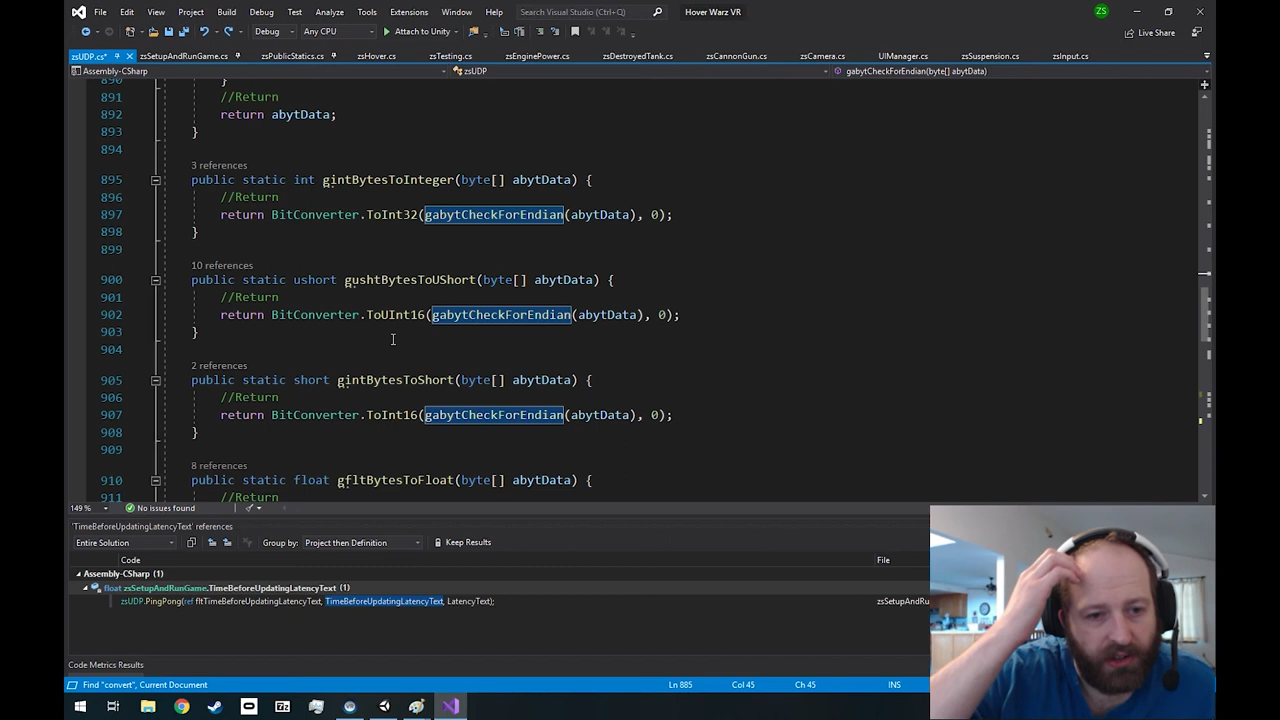 File Edit View Git Project Build Debug Test Analyze Tools Extensions Window Help Search Visual Studio (Ctrl+Q) Hover Warz VR ZS
Debug Any CPU Attach to Unity Live Share
zsUDP.cs* zsSetupAndRunGame.cs zsPublicStatics.cs zsHover.cs zsTesting.cs zsEnginePower.cs zsDestroyedTank.cs zsCannonGun.cs zsCamera.cs UIManager.cs zsSuspension.cs zsInput.cs
Assembly-CSharp zsUDP gabytCheckForEndian(byte[] abytData)
890 }
891 //Return
892 return abytData;
893 }
894
3 references
895 public static int gintBytesToInteger(byte[] abytData) {
896 //Return
897 return BitConverter.ToInt32(gabytCheckForEndian(abytData), 0);
898 }
899
10 references
900 public static ushort gushtBytesToUShort(byte[] abytData) {
901 //Return
902 return BitConverter.ToUInt16(gabytCheckForEndian(abytData), 0);
903 }
904
2 references
905 public static short gintBytesToShort(byte[] abytData) {
906 //Return
907 return BitConverter.ToInt16(gabytCheckForEndian(abytData), 0);
908 }
909
8 references
910 public static float gfltBytesToFloat(byte[] abytData) {
911 //Return
149 % No issues found
'TimeBeforeUpdatingLatencyText' references
Entire Solution Group by: Project then Definition Keep Results
Code File
Assembly-CSharp (1)
float zsSetupAndRunGame.TimeBeforeUpdatingLatencyText (1)
zsUDP.PingPong(ref fltTimeBeforeUpdatingLatencyText, TimeBeforeUpdatingLatencyText, LatencyText); zsSetupAndRu
Code Metrics Results
Find "convert", Current Document Ln 885 Col 45 Ch 45 INS